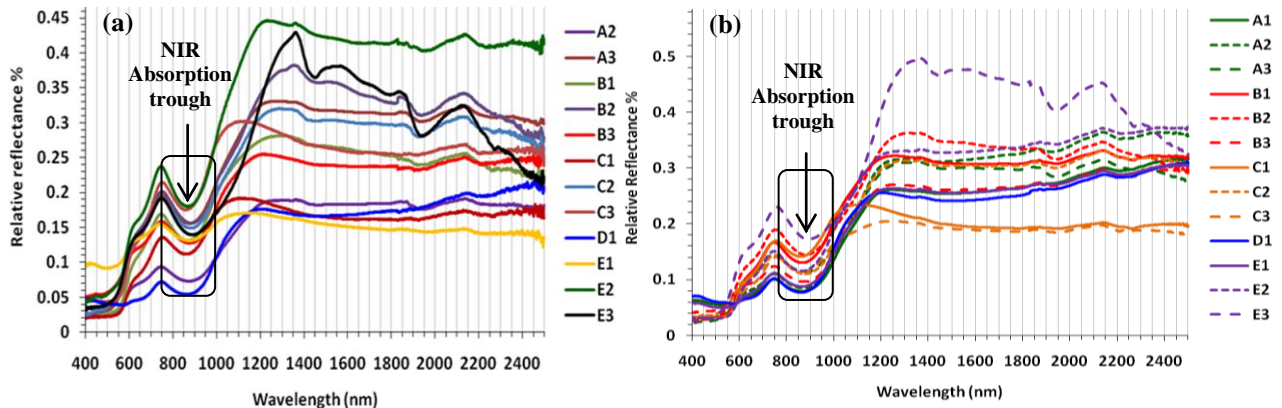 (a)
NIR
Absorption
trough
Relative reflectance %
0.45
0.4
0.35
0.3
0.25
0.2
0.15
0.1
0.05
0
400 600 800 1000 1200 1400 1600 1800 2000 2200 2400
Wavelength (nm)
A2
A3
B1
B2
B3
C1
C2
C3
D1
E1
E2
E3
(b)
NIR
Absorption
trough
Relative Reflectance %
0.5
0.4
0.3
0.2
0.1
0
400 600 800 1000 1200 1400 1600 1800 2000 2200 2400
Wavelength (nm)
A1
A2
A3
B1
B2
B3
C1
C2
C3
D1
E1
E2
E3